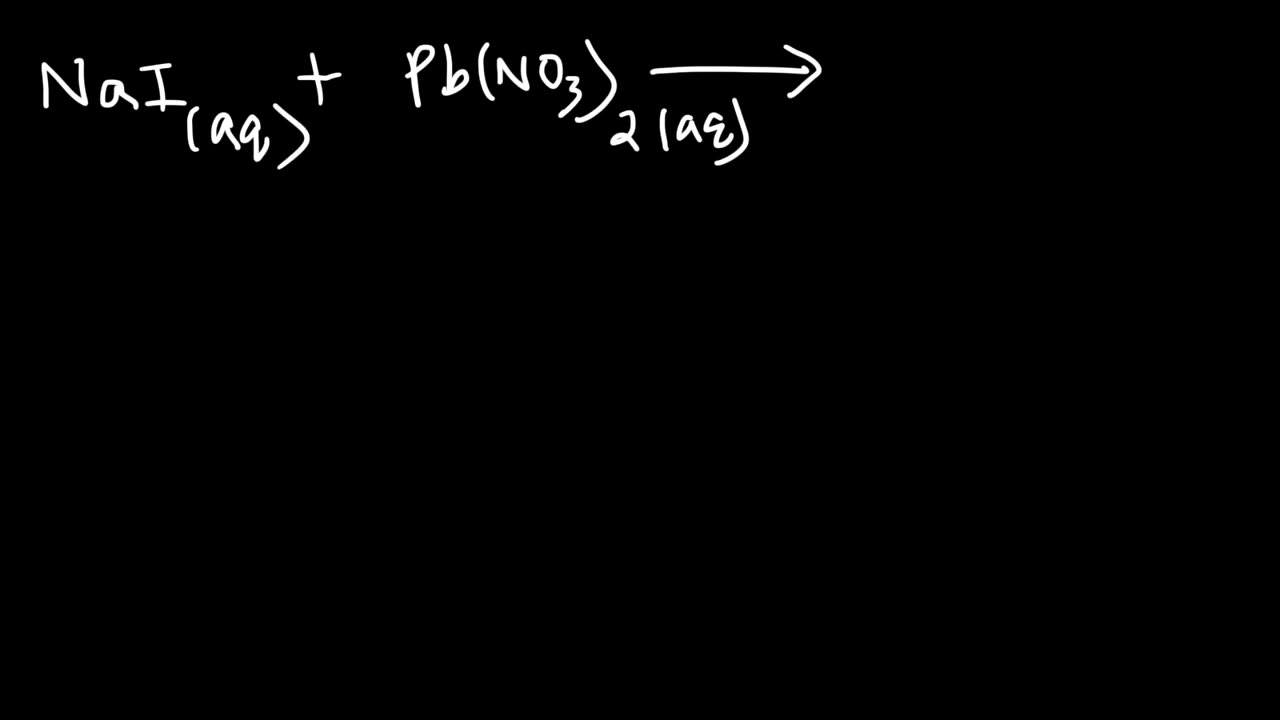 NaI(aq) + Pb(NO3)2(aq) ⟶